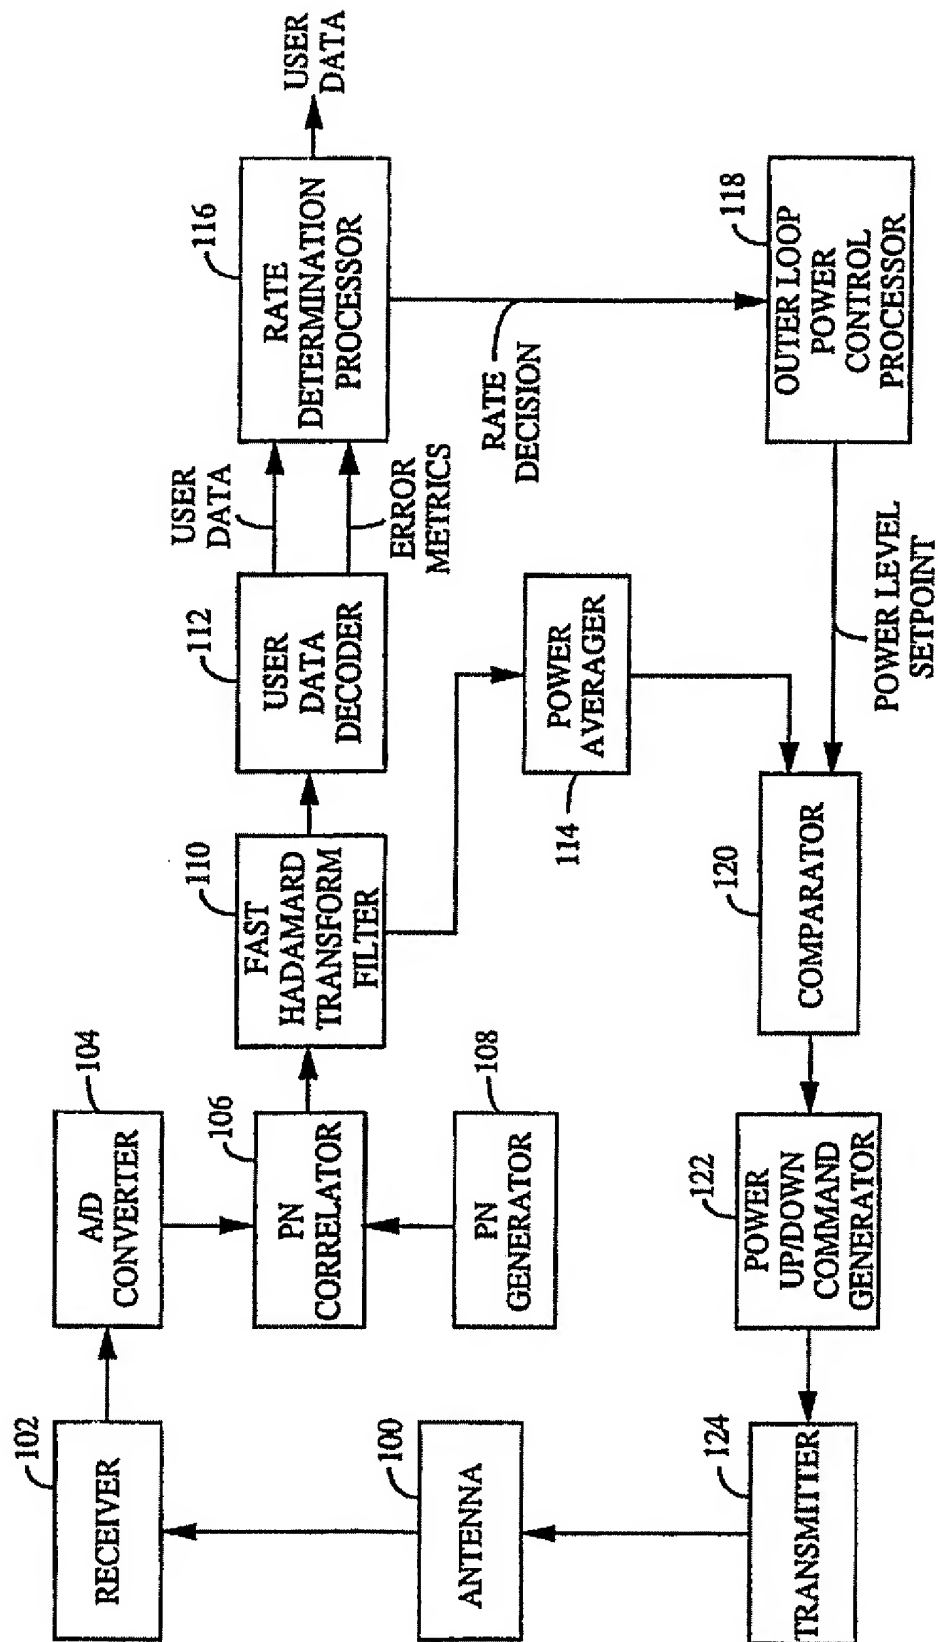 102
RECEIVER
104
A/D
CONVERTER
106
PN
CORRELATOR
108
PN
GENERATOR
110
FAST
HADAMARD
TRANSFORM
FILTER
112
USER
DATA
DECODER
USER
DATA
ERROR
METRICS
116
RATE
DETERMINATION
PROCESSOR
USER
DATA
100
ANTENNA
114
POWER
AVERAGER
RATE
DECISION
124
TRANSMITTER
122
POWER
UP/DOWN
COMMAND
GENERATOR
120
COMPARATOR
POWER LEVEL
SETPOINT
118
OUTER LOOP
POWER
CONTROL
PROCESSOR